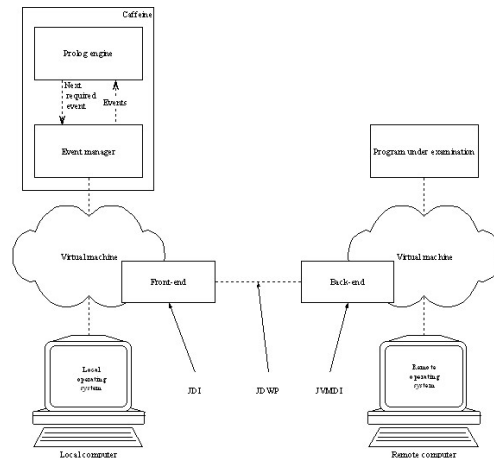 Caffeine
Prolog engine
Next
required
event
Events
Event manager
Program under examination
Virtual machine
Virtual machine
Front-end
Back-end
Local
operating
system
Remote
operating
system
JDI
JDWP
JVMDI
Local computer
Remote computer